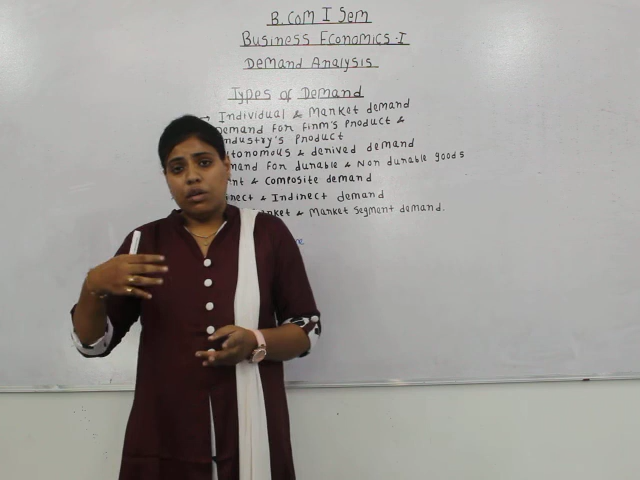 B.Com I Sem
Business Economics-I
Demand Analysis
Types of Demand
→ Individual & Market demand
Demand for firm's product &
industry's product
Autonomous & derived demand
Demand for durable & Non durable goods
& Composite demand
Direct & Indirect demand
Market & Market Segment demand.